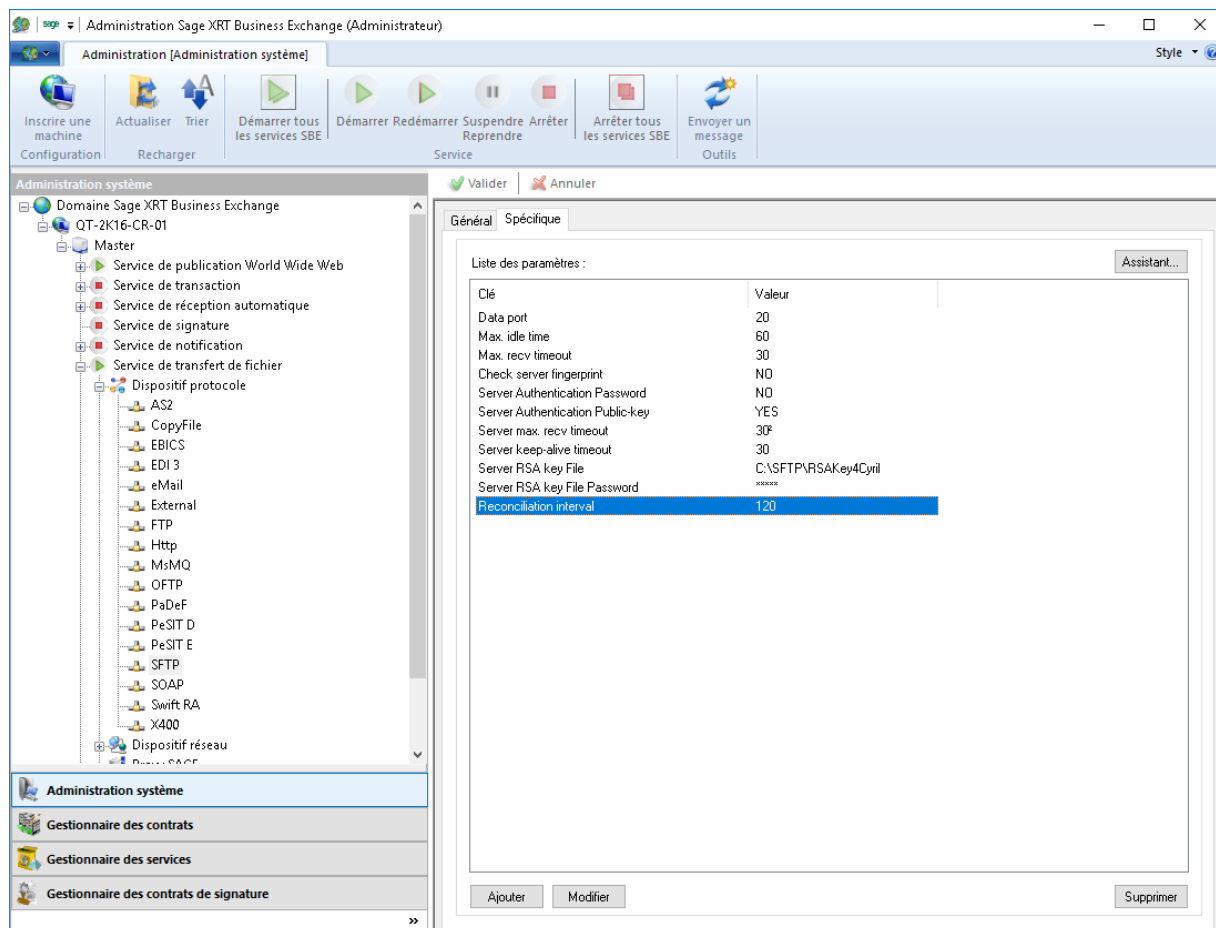 sage Administration Sage XRT Business Exchange (Administrateur)
Administration [Administration système]
Style
Inscrire une machine
Actualiser
Trier
Démarrer tous les services SBE
Démarrer
Redémarrer
Suspendre Reprendre
Arrêter
Arrêter tous les services SBE
Envoyer un message
Configuration
Recharger
Service
Outils
Administration système
Valider
Annuler
Domaine Sage XRT Business Exchange
QT-2K16-CR-01
Master
Service de publication World Wide Web
Service de transaction
Service de réception automatique
Service de signature
Service de notification
Service de transfert de fichier
Dispositif protocole
AS2
CopyFile
EBICS
EDI 3
eMail
External
FTP
Http
MsMQ
OFTP
PaDeF
PeSIT D
PeSIT E
SFTP
SOAP
Swift RA
X400
Dispositif réseau
Administration système
Gestionnaire des contrats
Gestionnaire des services
Gestionnaire des contrats de signature
»
Général
Spécifique
Liste des paramètres :
Assistant...
Clé Valeur
Data port 20
Max. idle time 60
Max. recv timeout 30
Check server fingerprint NO
Server Authentication Password NO
Server Authentication Public-key YES
Server max. recv timeout 30²
Server keep-alive timeout 30
Server RSA key File C:\SFTP\RSAKey4Cyril
Server RSA key File Password *****
Reconciliation interval 120
Ajouter
Modifier
Supprimer